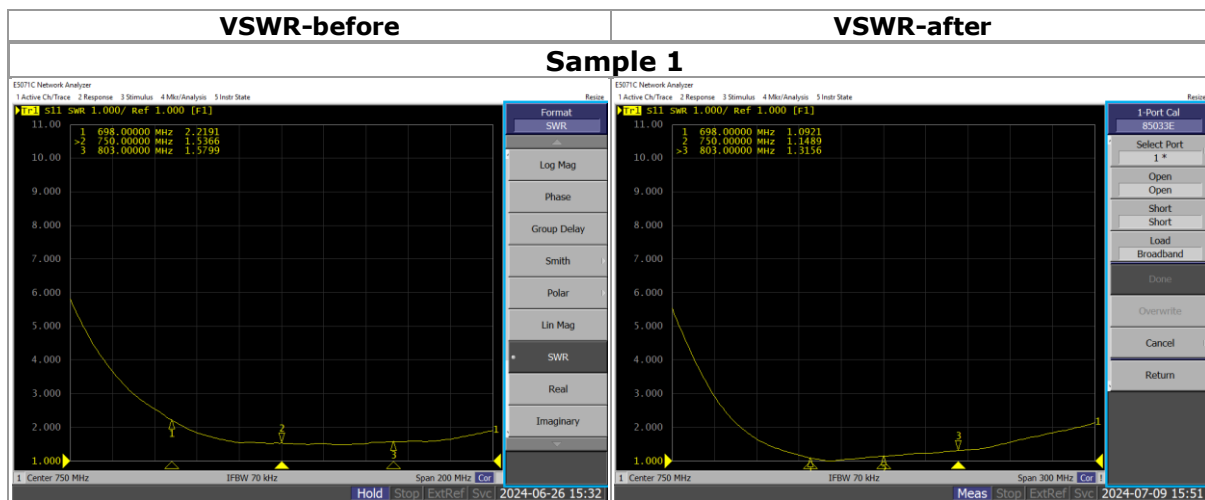 VSWR-before
VSWR-after
Sample 1
E5071C Network Analyzer
1 Active Ch/Trace 2 Response 3 Stimulus 4 Mkr/Analysis 5 Instr State
Resize
Tr1 S11 SWR 1.000/ Ref 1.000 [F1]
11.00
10.00
9.000
8.000
7.000
6.000
5.000
4.000
3.000
2.000
1.000
1 698.00000 MHz 2.2191
>2 750.00000 MHz 1.5366
3 803.00000 MHz 1.5799
1
2
3
1
Format
SWR
Log Mag
Phase
Group Delay
Smith
Polar
Lin Mag
SWR
Real
Imaginary
1 Center 750 MHz
IFBW 70 kHz
Span 200 MHz Cor
Hold Stop ExtRef Svc 2024-06-26 15:32
E5071C Network Analyzer
1 Active Ch/Trace 2 Response 3 Stimulus 4 Mkr/Analysis 5 Instr State
Resize
Tr1 S11 SWR 1.000/ Ref 1.000 [F1]
11.00
10.00
9.000
8.000
7.000
6.000
5.000
4.000
3.000
2.000
1.000
1 698.00000 MHz 1.0921
2 750.00000 MHz 1.1489
>3 803.00000 MHz 1.3156
3
1
1-Port Cal
85033E
Select Port
1 *
Open
Open
Short
Short
Load
Broadband
Done
Overwrite
Cancel
Return
1 Center 750 MHz
IFBW 70 kHz
Span 300 MHz Cor !
Meas Stop ExtRef Svc 2024-07-09 15:51